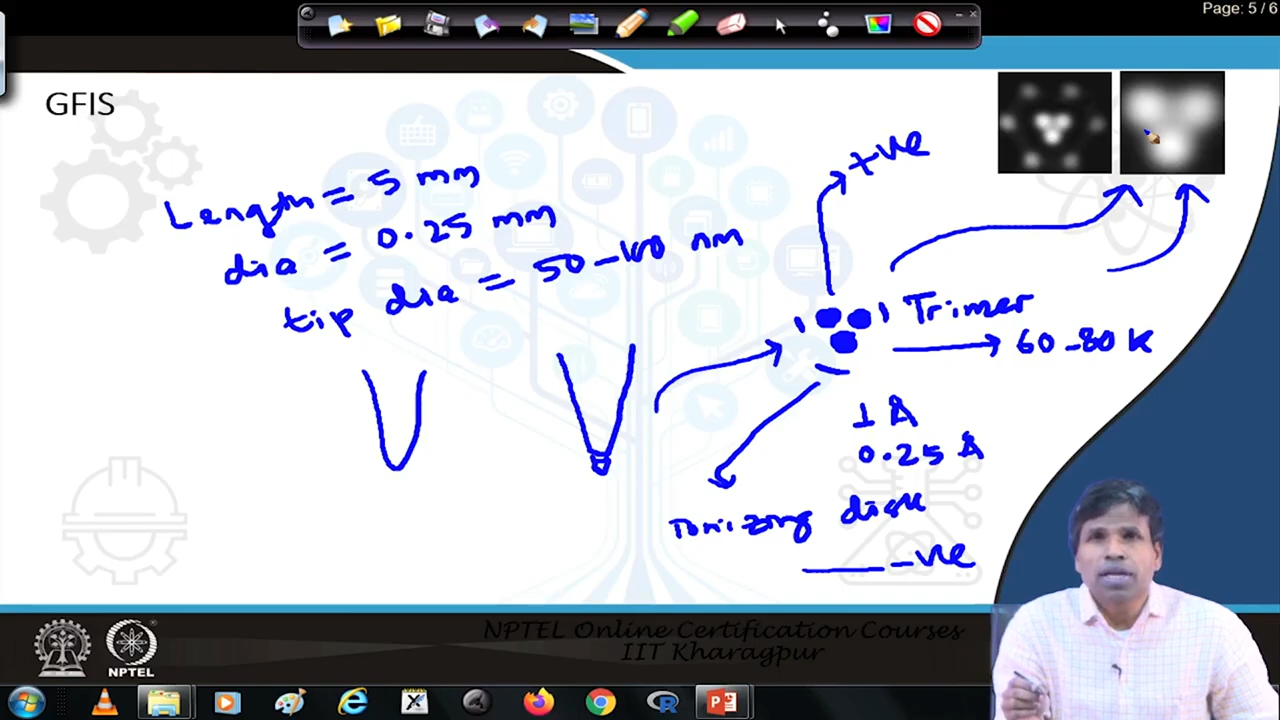 Page: 5 / 6
GFIS
Length = 5 mm
dia = 0.25 mm
tip dia = 50-100 nm
+ve
Trimer
60-80 K
1 Å
0.25 Å
Ionizing disk
-ve
NPTEL Online Certification Courses
IIT Kharagpur
NPTEL